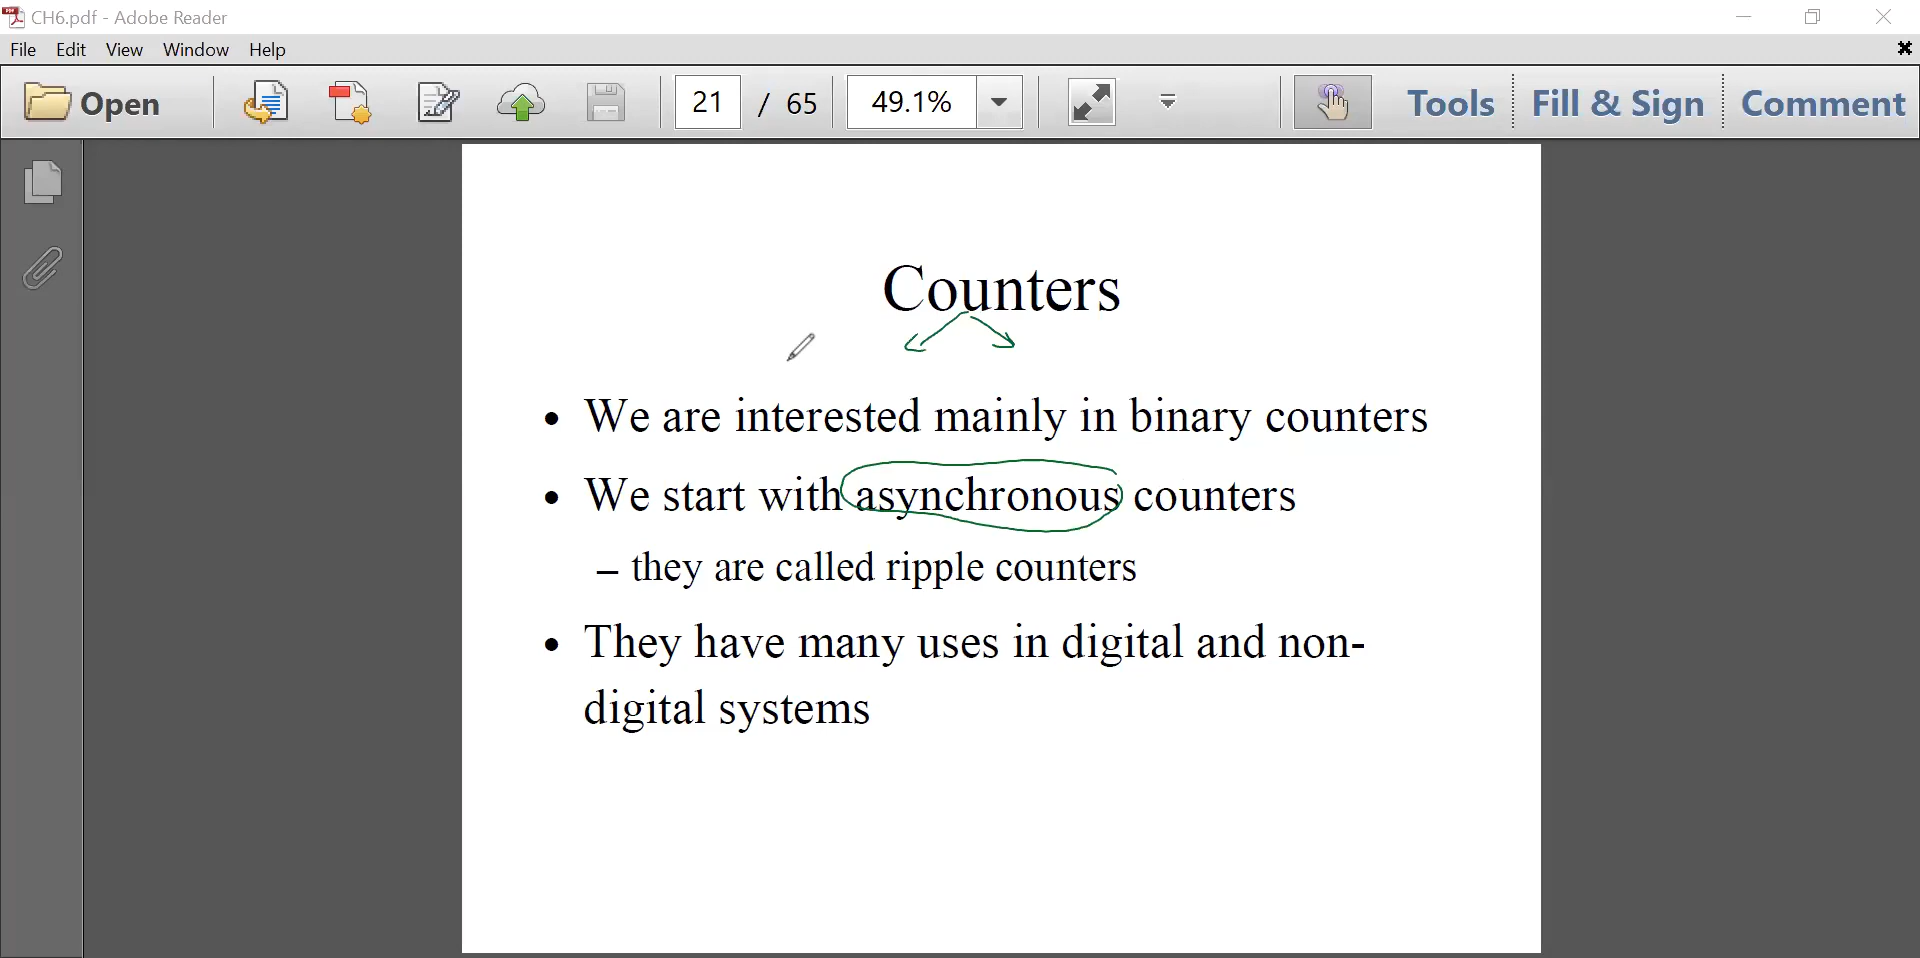 CH6.pdf - Adobe Reader
File Edit View Window Help
Open 21 / 65 49.1% Tools Fill & Sign Comment
Counters
• We are interested mainly in binary counters
• We start with asynchronous counters
– they are called ripple counters
• They have many uses in digital and non-
digital systems